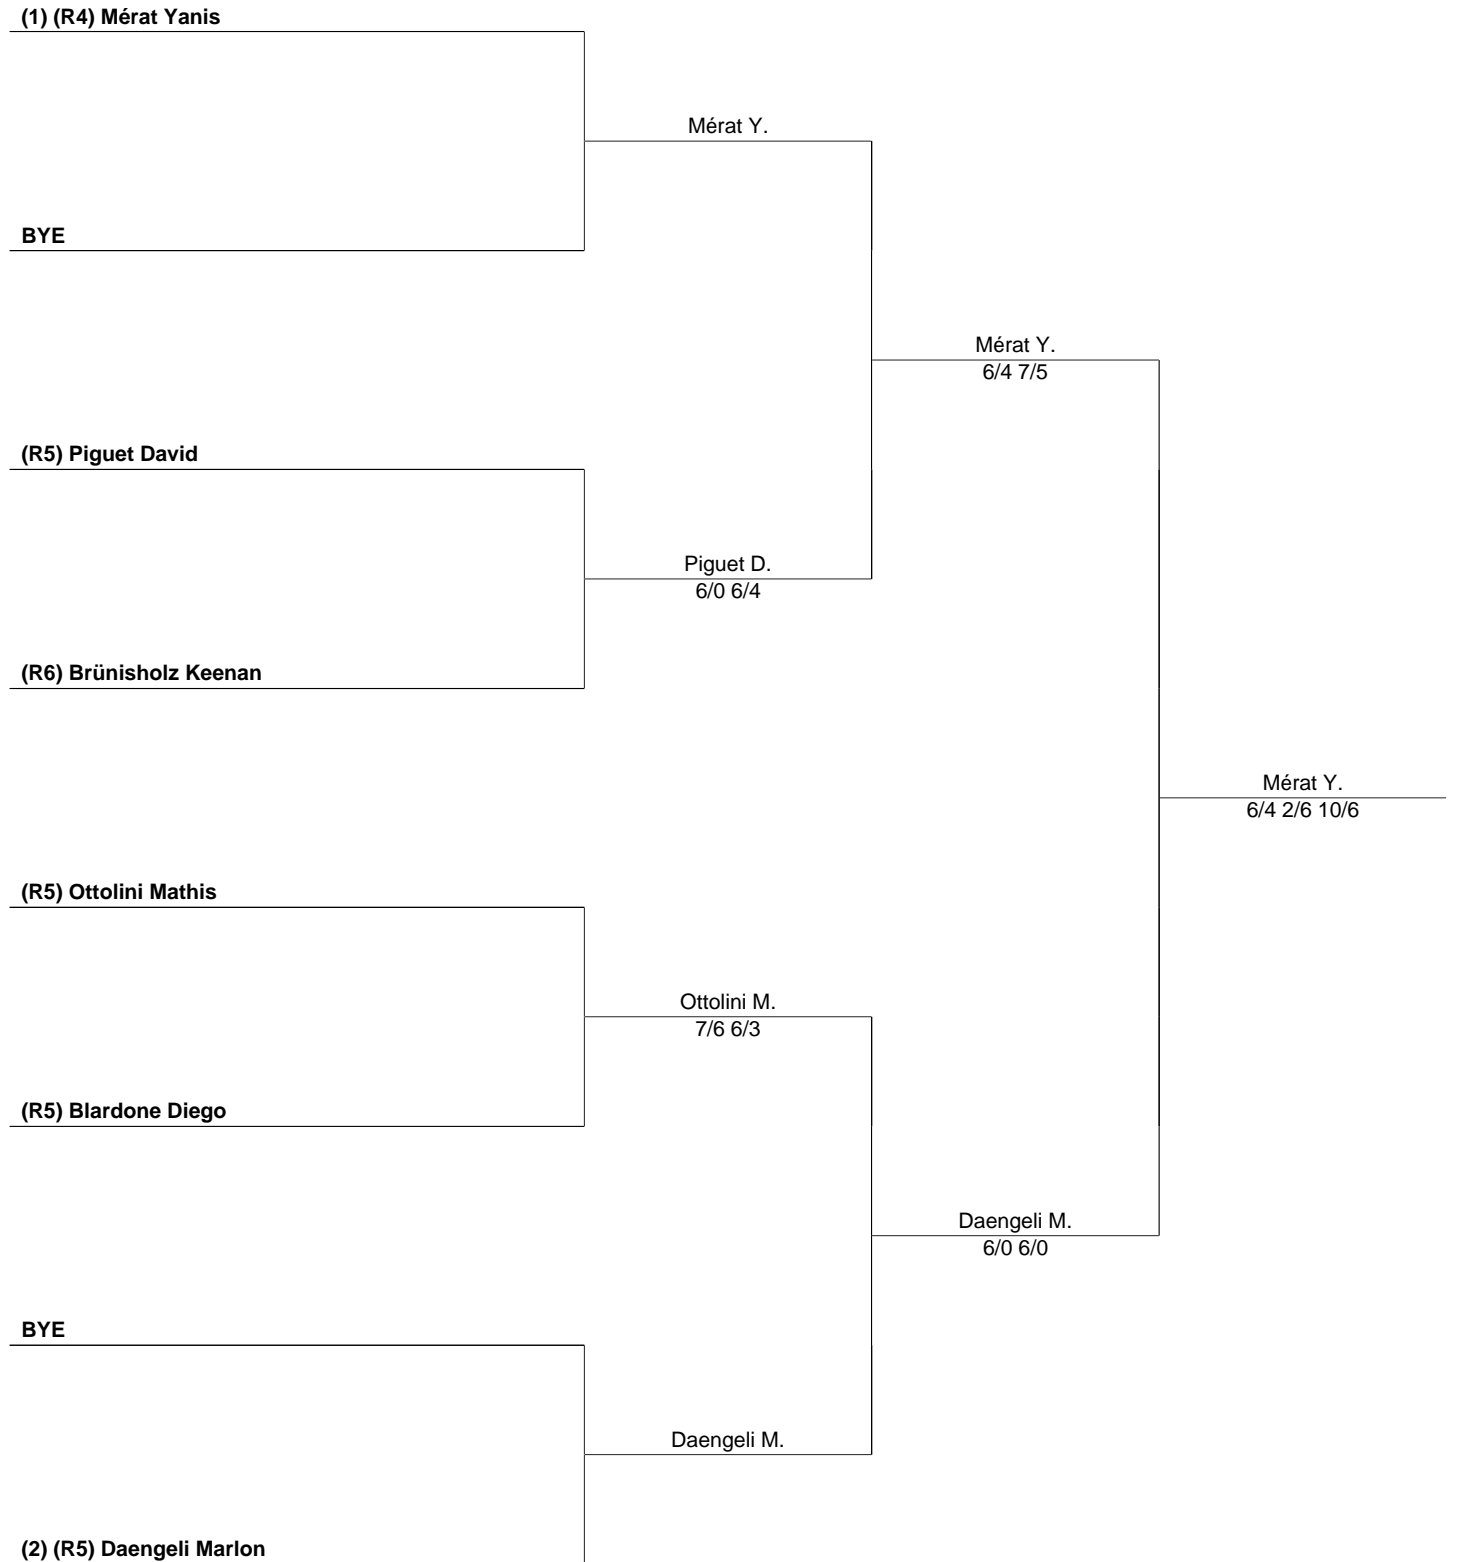 (1) (R4) Mérat Yanis
Mérat Y.
BYE
Mérat Y.
6/4 7/5
(R5) Piguet David
Piguet D.
6/0 6/4
(R6) Brünisholz Keenan
Mérat Y.
6/4 2/6 10/6
(R5) Ottolini Mathis
Ottolini M.
7/6 6/3
(R5) Blardone Diego
Daengeli M.
6/0 6/0
BYE
Daengeli M.
(2) (R5) Daengeli Marlon